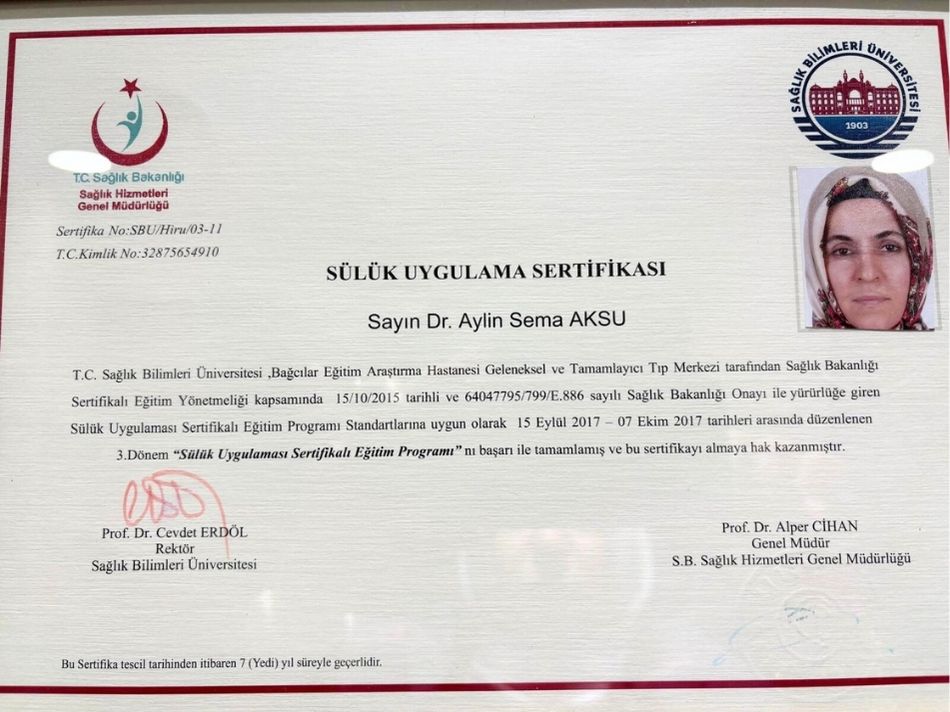 SAĞLIK BİLİMLERİ ÜNİVERSİTESİ
1903
T.C. Sağlık Bakanlığı
Sağlık Hizmetleri
Genel Müdürlüğü
Sertifika No:SBU/Hiru/03-11
T.C.Kimlik No:32875654910
SÜLÜK UYGULAMA SERTİFİKASI
Sayın Dr. Aylin Sema AKSU
T.C. Sağlık Bilimleri Üniversitesi ,Bağcılar Eğitim Araştırma Hastanesi Geleneksel ve Tamamlayıcı Tıp Merkezi tarafından Sağlık Bakanlığı
Sertifikalı Eğitim Yönetmeliği kapsamında 15/10/2015 tarihli ve 64047795/799/E.886 sayılı Sağlık Bakanlığı Onayı ile yürürlüğe giren
Sülük Uygulaması Sertifikalı Eğitim Programı Standartlarına uygun olarak 15 Eylül 2017 – 07 Ekim 2017 tarihleri arasında düzenlenen
3.Dönem “Sülük Uygulaması Sertifikalı Eğitim Programı” nı başarı ile tamamlamış ve bu sertifikayı almaya hak kazanmıştır.
Prof. Dr. Cevdet ERDÖL
Rektör
Sağlık Bilimleri Üniversitesi
Prof. Dr. Alper CİHAN
Genel Müdür
S.B. Sağlık Hizmetleri Genel Müdürlüğü
Bu Sertifika tescil tarihinden itibaren 7 (Yedi) yıl süreyle geçerlidir.